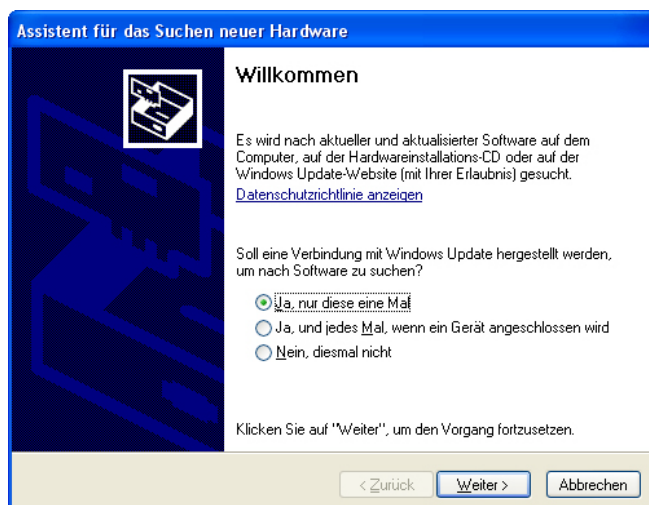 Assistent für das Suchen neuer Hardware
Willkommen
Es wird nach aktueller und aktualisierter Software auf dem
Computer, auf der Hardwareinstallations-CD oder auf der
Windows Update-Website (mit Ihrer Erlaubnis) gesucht.
Datenschutzrichtlinie anzeigen
Soll eine Verbindung mit Windows Update hergestellt werden,
um nach Software zu suchen?
Ja, nur diese eine Mal
Ja, und jedes Mal, wenn ein Gerät angeschlossen wird
Nein, diesmal nicht
Klicken Sie auf "Weiter", um den Vorgang fortzusetzen.
< Zurück Weiter > Abbrechen